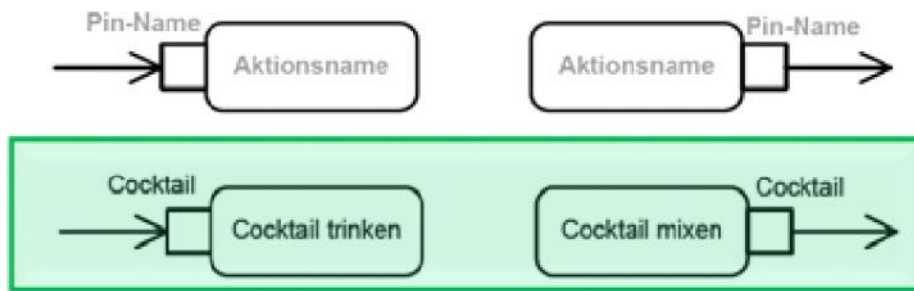 Pin-Name
Pin-Name
Aktionsname
Aktionsname
Cocktail
Cocktail
Cocktail trinken
Cocktail mixen